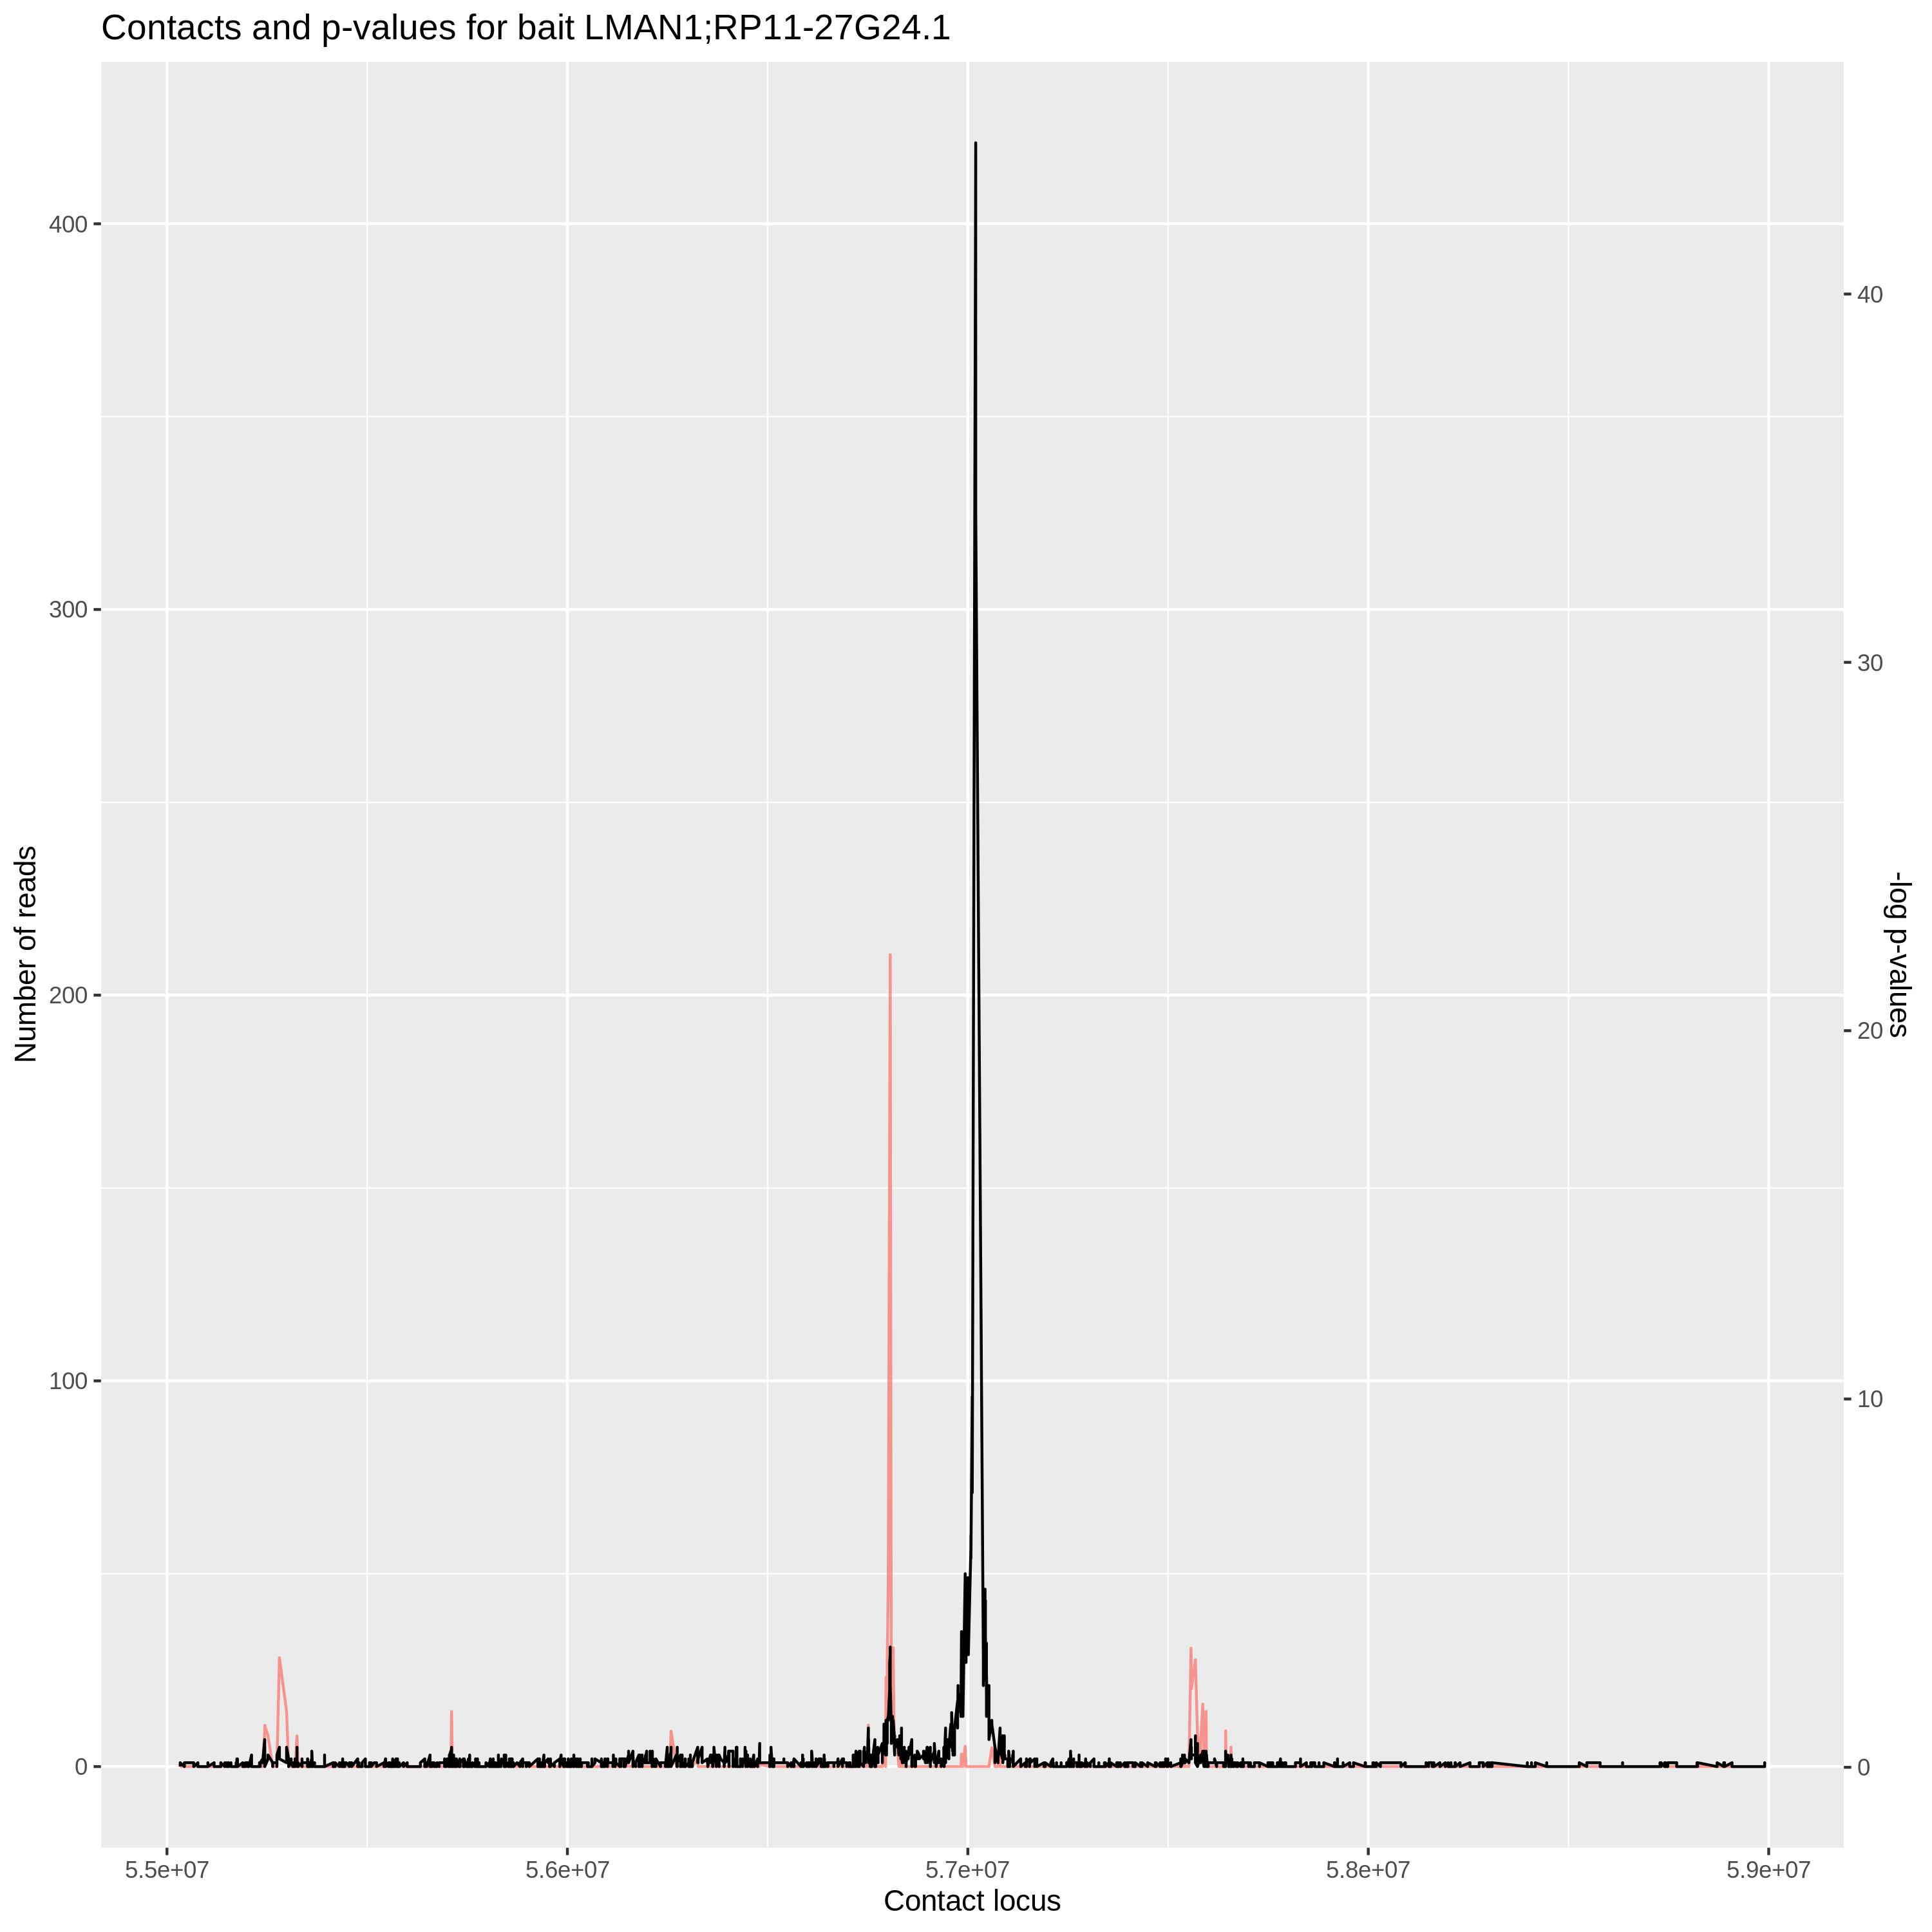 Contacts and p-values for bait LMAN1;RP11-27G24.1
400
300
200
100
0
Number of reads
40
30
20
10
0
-log p-values
5.5e+07 5.6e+07 5.7e+07 5.8e+07 5.9e+07
Contact locus